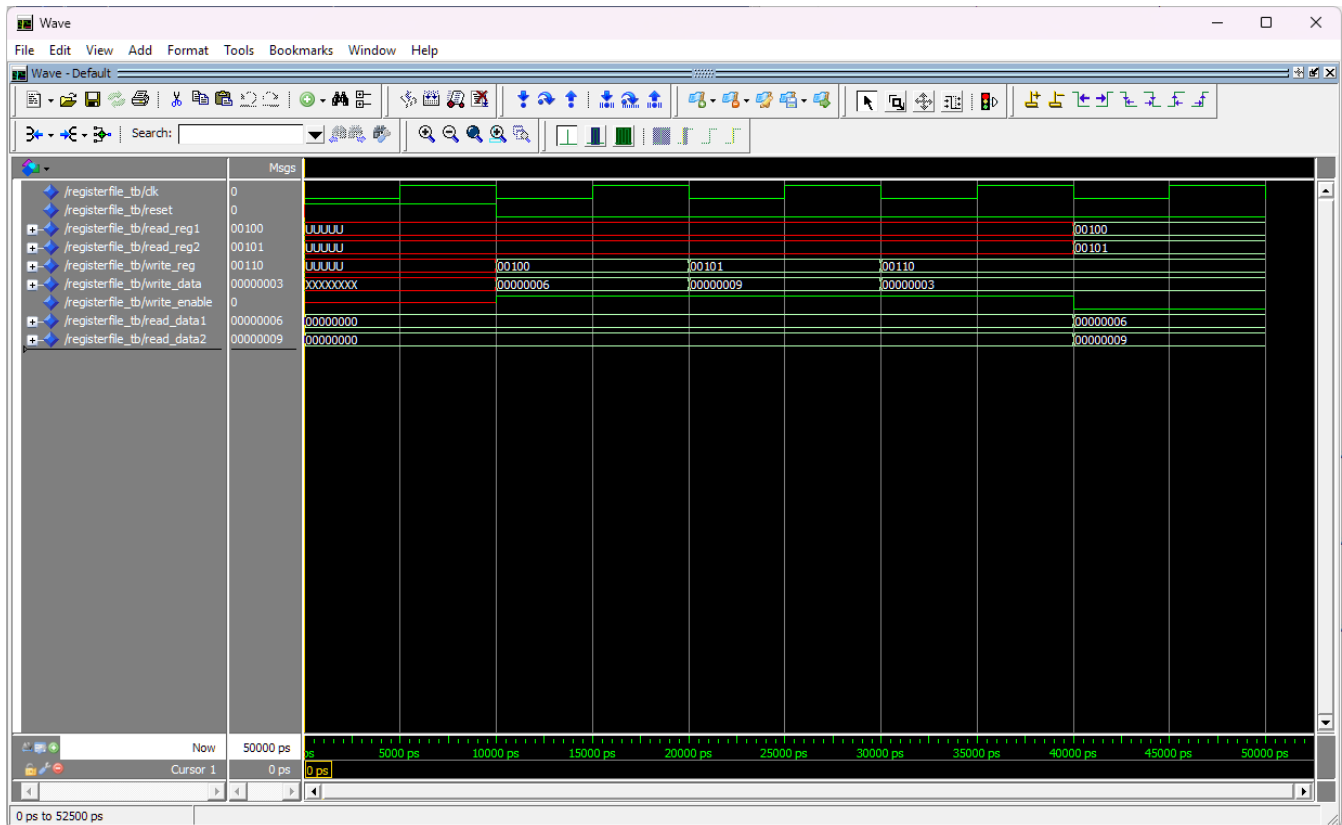 Wave
File Edit View Add Format Tools Bookmarks Window Help
Wave - Default
Search:
Msgs
/registerfile_tb/clk 0
/registerfile_tb/reset 0
/registerfile_tb/read_reg1 00100 UUUUU 00100
/registerfile_tb/read_reg2 00101 UUUUU 00101
/registerfile_tb/write_reg 00110 UUUUU 00100 00101 00110
/registerfile_tb/write_data 00000003 XXXXXXXX 00000006 00000009 00000003
/registerfile_tb/write_enable 0
/registerfile_tb/read_data1 00000006 00000000 00000006
/registerfile_tb/read_data2 00000009 00000000 00000009
Now 50000 ps ps 5000 ps 10000 ps 15000 ps 20000 ps 25000 ps 30000 ps 35000 ps 40000 ps 45000 ps 50000 ps
Cursor 1 0 ps 0 ps
0 ps to 52500 ps